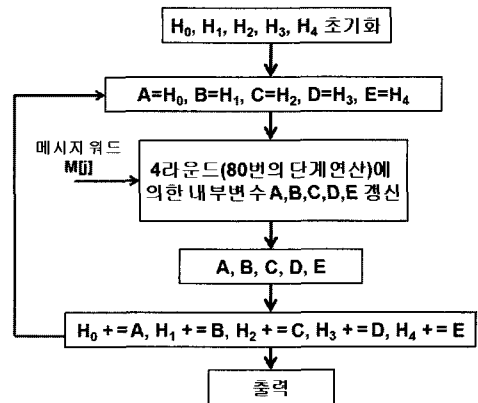 H₀, H₁, H₂, H₃, H₄ 초기화
A=H₀, B=H₁, C=H₂, D=H₃, E=H₄
메시지 워드
M[j]
4라운드(80번의 단계연산)에
의한 내부변수 A,B,C,D,E 갱신
A, B, C, D, E
H₀ += A, H₁ += B, H₂ += C, H₃ += D, H₄ += E
출력